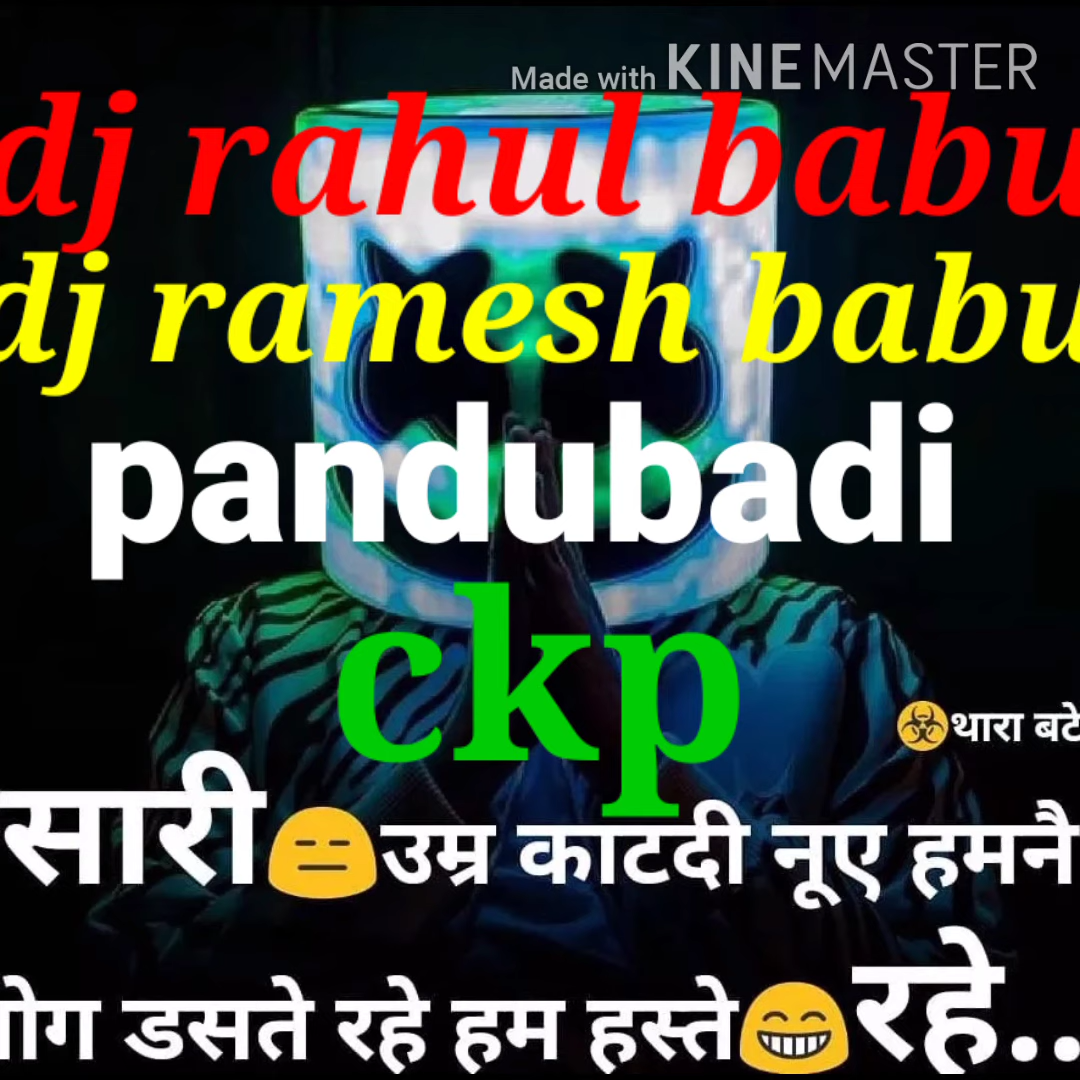 Made with KINEMASTER
dj rahul babu
dj ramesh babu
pandubadi
ckp
☣थारा बटे
सारी😑उम्र काटदी नूए हमनै
डसते रहे हम हस्ते😁रहे..